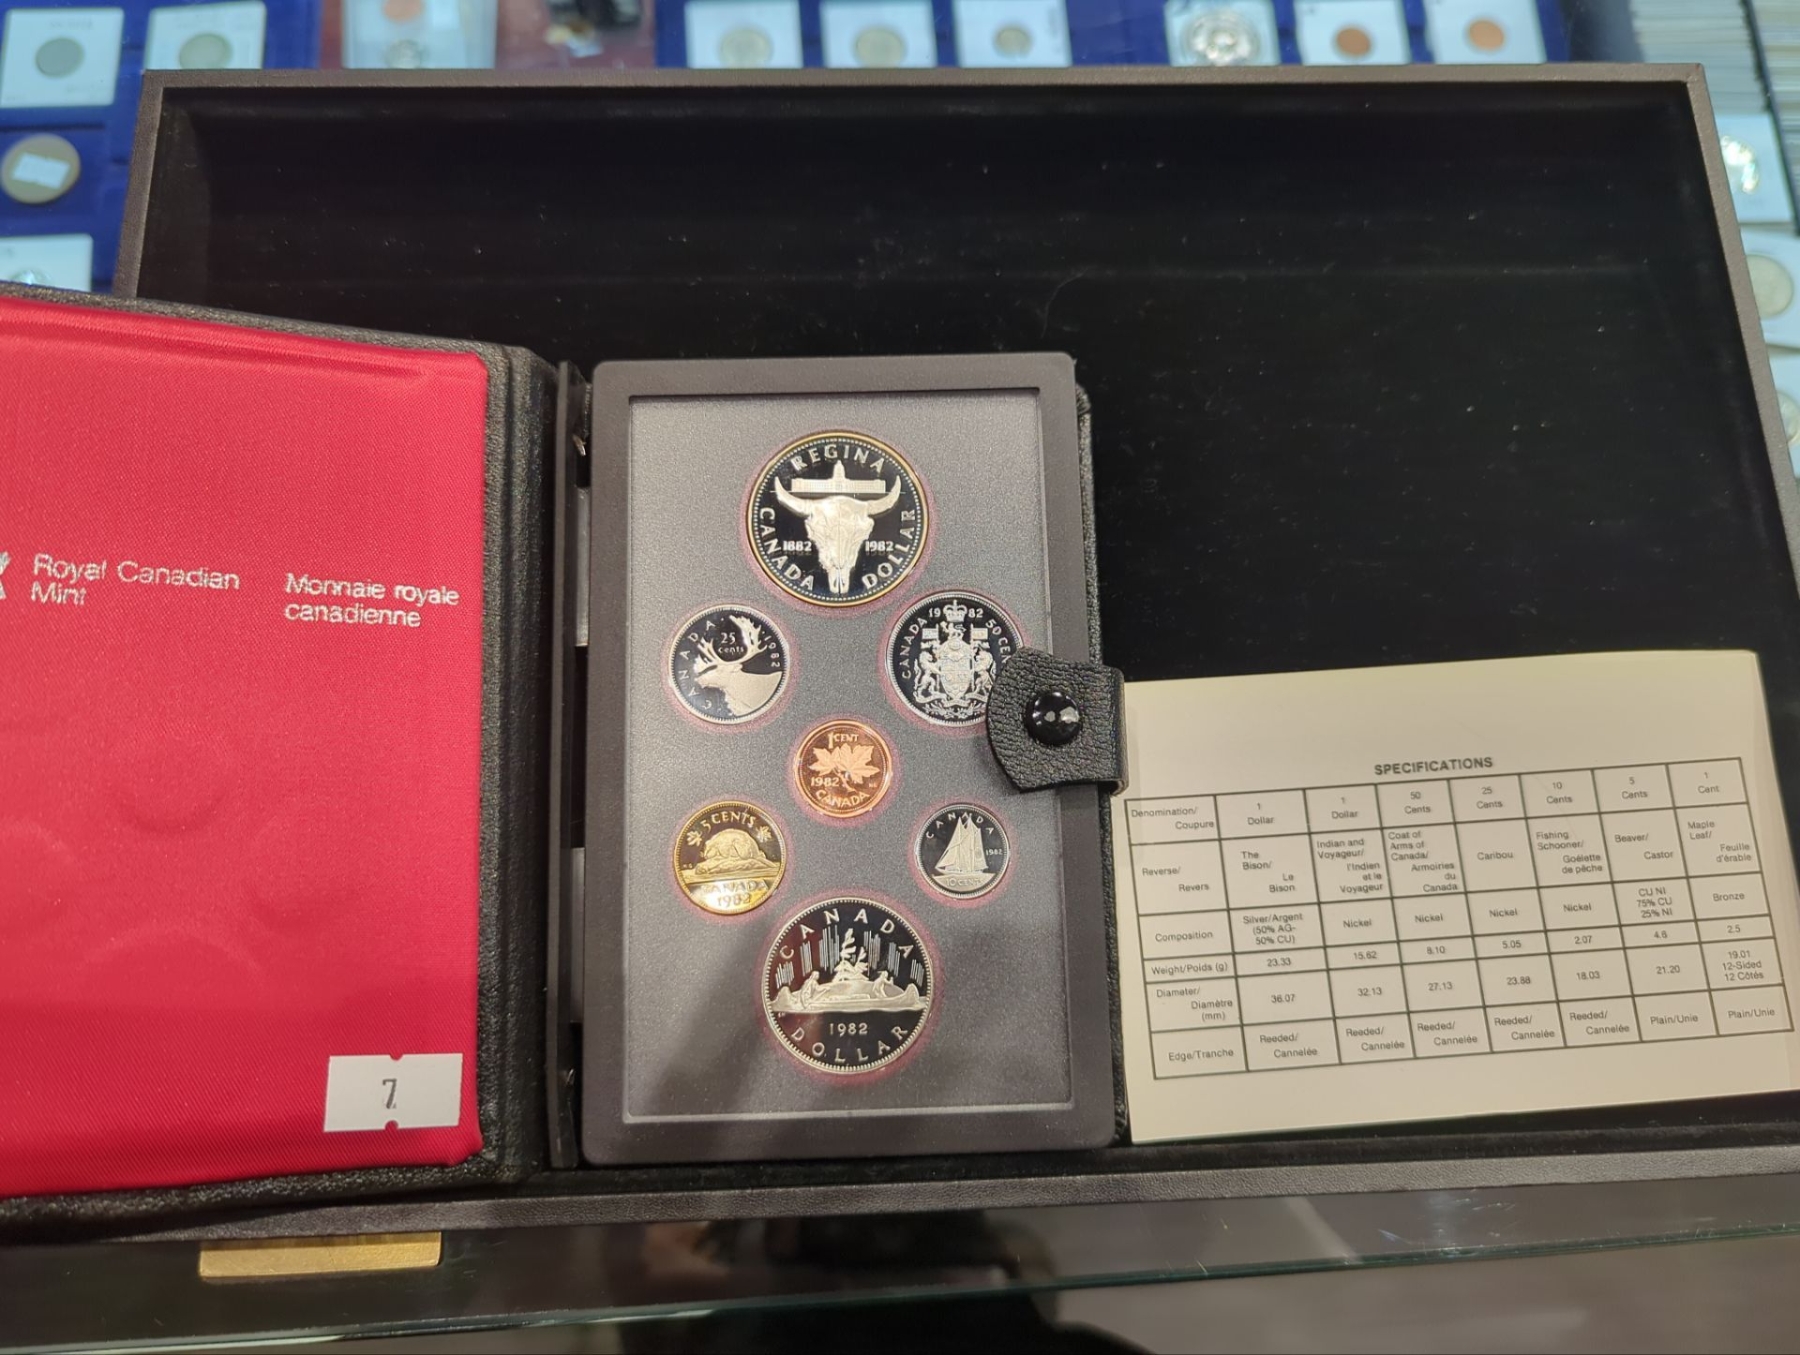 Royal Canadian
Mint
Monnaie royale
canadienne
7
REGINA
1882 1982
CANADA DOLLAR
CANADA 25 cents 1982
19 82
CANADA 50 CEN
1 CENT
1982
CANADA
5 CENTS
CANADA
1982
CANADA
1982
10 CENTS
CANADA
1982
DOLLAR
SPECIFICATIONS
Denomination/ Coupure 1 Dollar 1 Dollar 50 Cents 25 Cents 10 Cents 5 Cents 1 Cent
Reverse/ Revers The Bison/ Le Bison Indian and Voyageur/ l'Indien et le Voyageur Coat of Arms of Canada/ Armoiries du Canada Caribou Fishing Schooner/ Goélette de pêche Beaver/ Castor Maple Leaf/ Feuille d'érable
Composition Silver/Argent (50% AG- 50% CU) Nickel Nickel Nickel Nickel CU NI 75% CU 25% NI Bronze
Weight/Poids (g) 23.33 15.62 8.10 5.05 2.07 4.6 2.5
Diameter/ Diamètre (mm) 36.07 32.13 27.13 23.88 18.03 21.20 19.01 12-Sided 12 Côtés
Edge/Tranche Reeded/ Cannelée Reeded/ Cannelée Reeded/ Cannelée Reeded/ Cannelée Reeded/ Cannelée Plain/Unie Plain/Unie